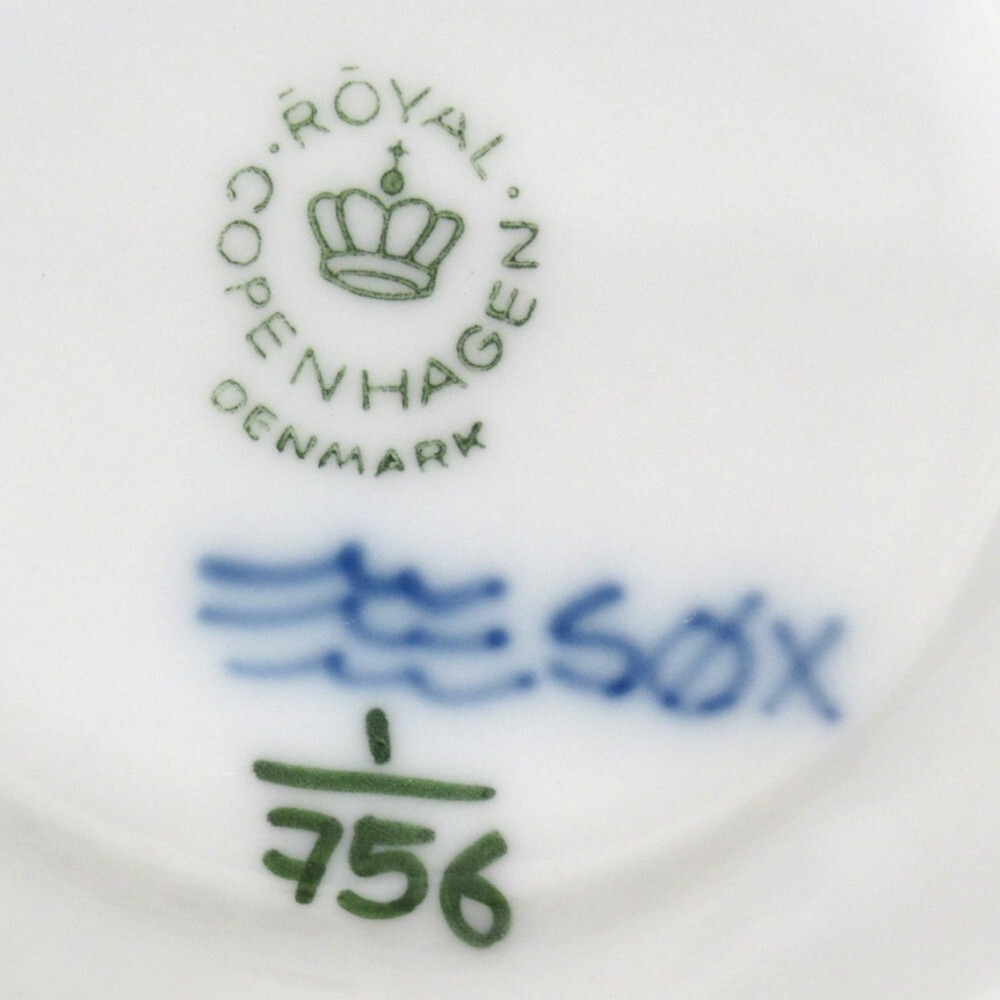 ROYAL
COPENHAGEN
DENMARK
SØX
1
756